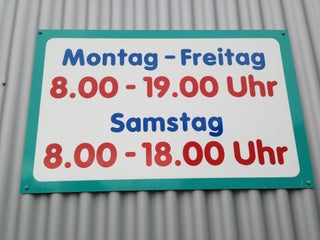 Montag - Freitag
8.00 - 19.00 Uhr
Samstag
8.00 - 18.00 Uhr